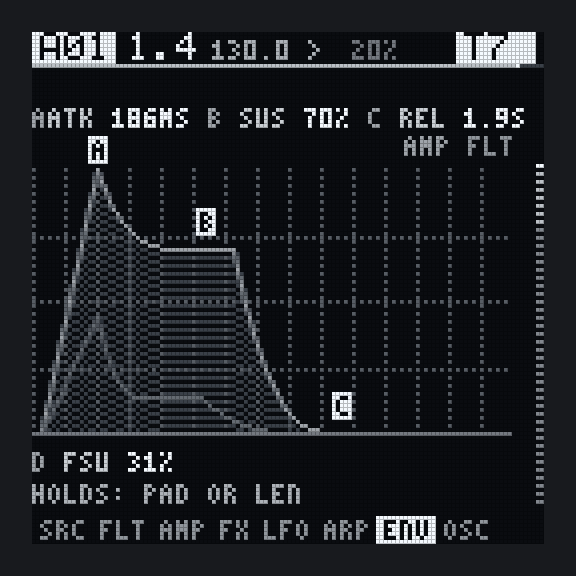 A01 1.4 130.0 > 20% T7
AATK 186MS B SUS 70% C REL 1.9S
AMP FLT
A
B
C
D FSU 31%
HOLDS: PAD OR LEN
SRC FLT AMP FX LFO ARP ENV OSC